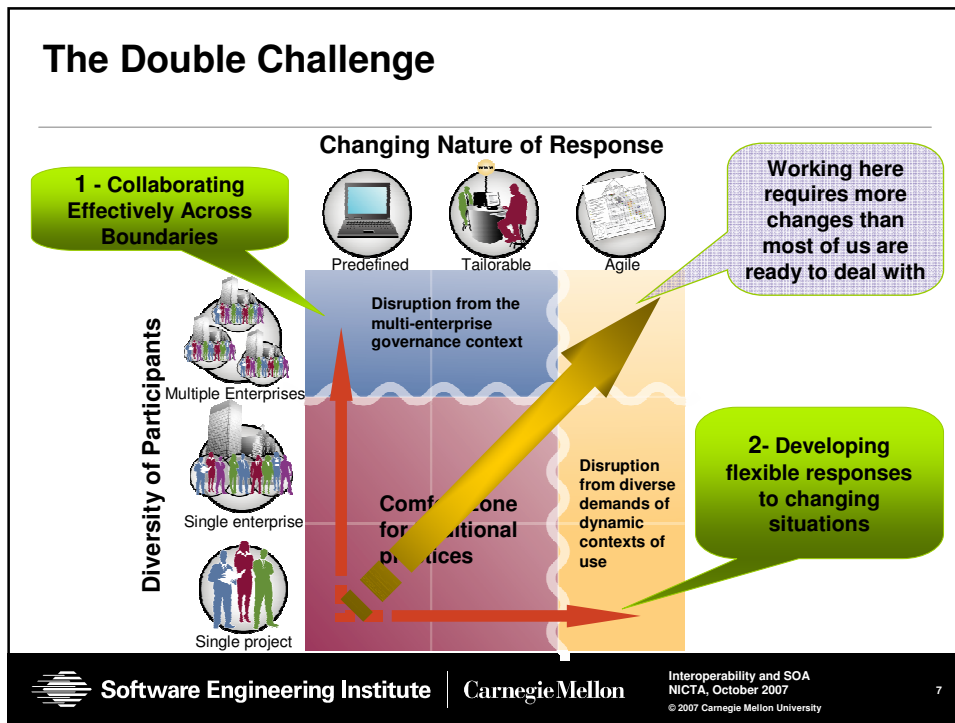 The Double Challenge
Changing Nature of Response
1 - Collaborating
Effectively Across
Boundaries
Working here
requires more
changes than
most of us are
ready to deal with
Predefined
Tailorable
Agile
Diversity of Participants
Multiple Enterprises
Single enterprise
Single project
Disruption from the
multi-enterprise
governance context
Disruption
from diverse
demands of
dynamic
contexts of
use
zone
for
2- Developing
flexible responses
to changing
situations
Software Engineering Institute
CarnegieMellon
Interoperability and SOA
NICTA, October 2007
© 2007 Carnegie Mellon University
7